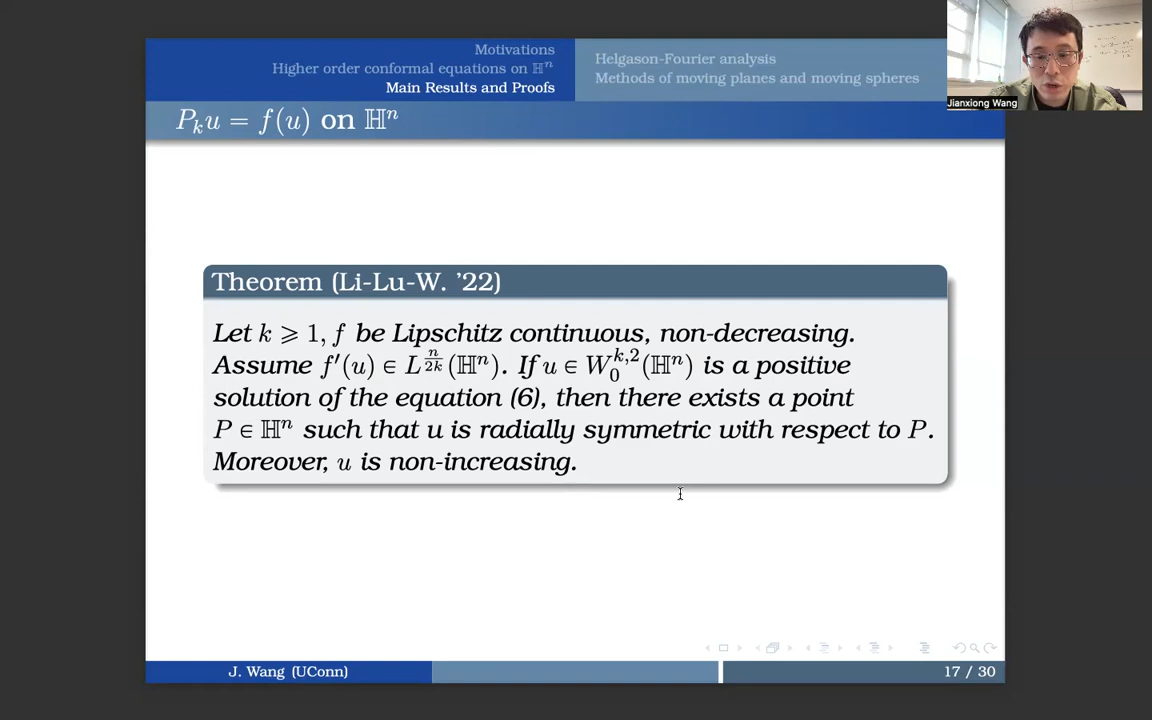 Motivations
Higher order conformal equations on ℍⁿ
Main Results and Proofs
Helgason-Fourier analysis
Methods of moving planes and moving spheres
Jianxiong Wang
Pₖu = f(u) on ℍⁿ
Theorem (Li-Lu-W. ’22)
Let k ⩾ 1, f be Lipschitz continuous, non-decreasing.
Assume f′(u) ∈ L^{n/2k}(ℍⁿ). If u ∈ W₀^{k,2}(ℍⁿ) is a positive
solution of the equation (6), then there exists a point
P ∈ ℍⁿ such that u is radially symmetric with respect to P.
Moreover, u is non-increasing.
J. Wang (UConn)
17 / 30